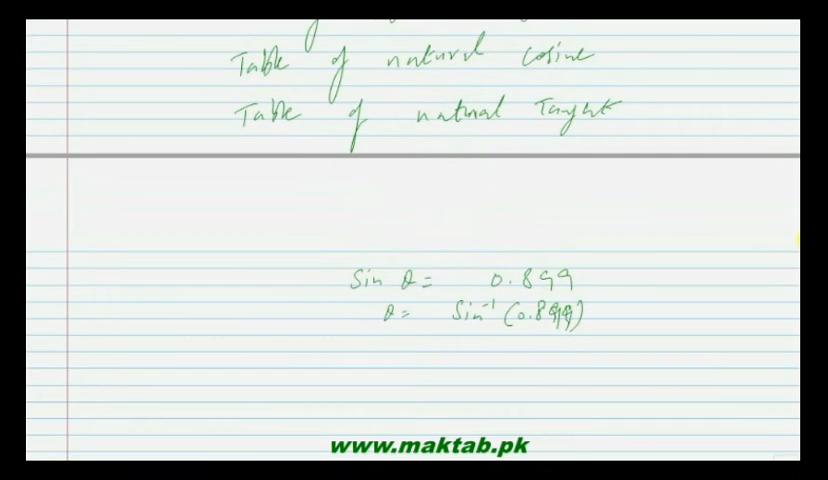 Table of natural cosine
Table of natural Tangent
Sin θ = 0.899
θ = Sin⁻¹ (0.899)
www.maktab.pk